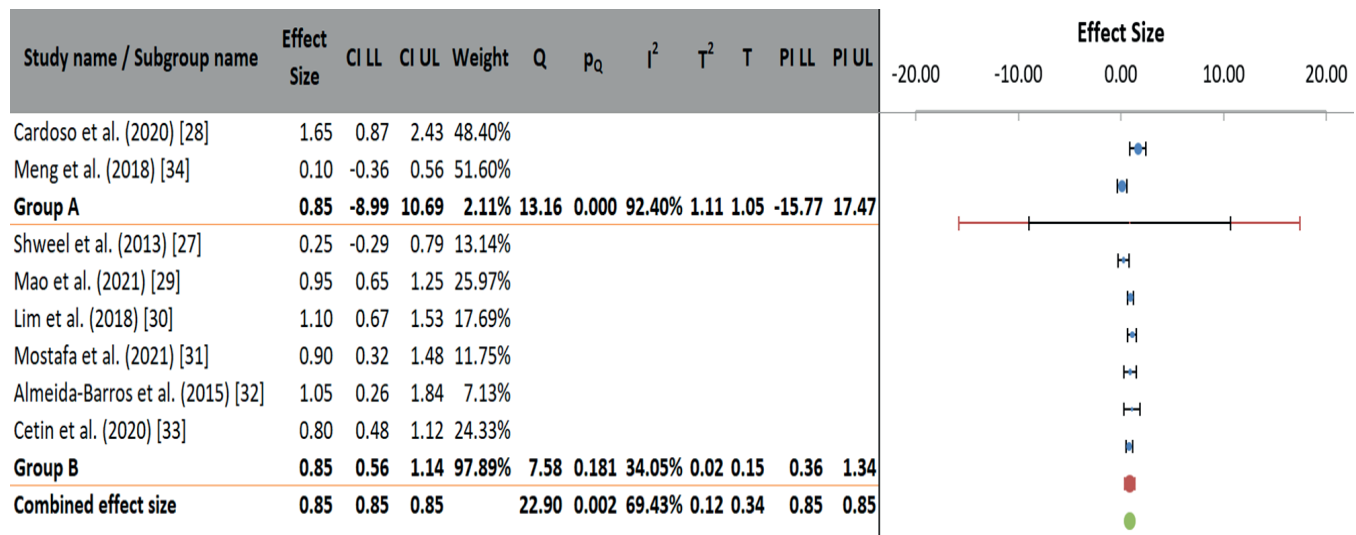 Study name / Subgroup name Effect Size CI LL CI UL Weight Q pQ I² T² T PI LL PI UL
Effect Size
-20.00 -10.00 0.00 10.00 20.00
Cardoso et al. (2020) [28] 1.65 0.87 2.43 48.40%
Meng et al. (2018) [34] 0.10 -0.36 0.56 51.60%
Group A 0.85 -8.99 10.69 2.11% 13.16 0.000 92.40% 1.11 1.05 -15.77 17.47
Shweel et al. (2013) [27] 0.25 -0.29 0.79 13.14%
Mao et al. (2021) [29] 0.95 0.65 1.25 25.97%
Lim et al. (2018) [30] 1.10 0.67 1.53 17.69%
Mostafa et al. (2021) [31] 0.90 0.32 1.48 11.75%
Almeida-Barros et al. (2015) [32] 1.05 0.26 1.84 7.13%
Cetin et al. (2020) [33] 0.80 0.48 1.12 24.33%
Group B 0.85 0.56 1.14 97.89% 7.58 0.181 34.05% 0.02 0.15 0.36 1.34
Combined effect size 0.85 0.85 0.85 22.90 0.002 69.43% 0.12 0.34 0.85 0.85